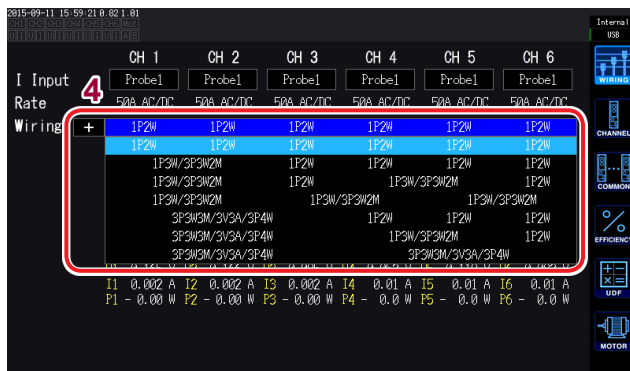 2015-09-11 15:59:21 0.82 1.01
CH1 CH2 CH3 CH4 CH5 CH6 Mot
U I U I U I U I U I U I A B
Internal
USB
CH 1 CH 2 CH 3 CH 4 CH 5 CH 6
I Input Probe1 Probe1 Probe1 Probe1 Probe1 Probe1
4
Rate 50A AC/DC 50A AC/DC 50A AC/DC 50A AC/DC 50A AC/DC 50A AC/DC
Wiring + 1P2W 1P2W 1P2W 1P2W 1P2W 1P2W
1P2W 1P2W 1P2W 1P2W 1P2W 1P2W
1P3W/3P3W2M 1P2W 1P2W 1P2W 1P2W
1P3W/3P3W2M 1P2W 1P3W/3P3W2M 1P2W
1P3W/3P3W2M 1P3W/3P3W2M 1P3W/3P3W2M
3P3W3M/3V3A/3P4W 1P2W 1P2W 1P2W
3P3W3M/3V3A/3P4W 1P3W/3P3W2M 1P2W
3P3W3M/3V3A/3P4W 3P3W3M/3V3A/3P4W
I1 0.002 A I2 0.002 A I3 0.002 A I4 0.01 A I5 0.01 A I6 0.01 A
P1 - 0.00 W P2 - 0.00 W P3 - 0.00 W P4 - 0.0 W P5 - 0.0 W P6 - 0.0 W
WIRING
CHANNEL
COMMON
EFFICIENCY
UDF
MOTOR